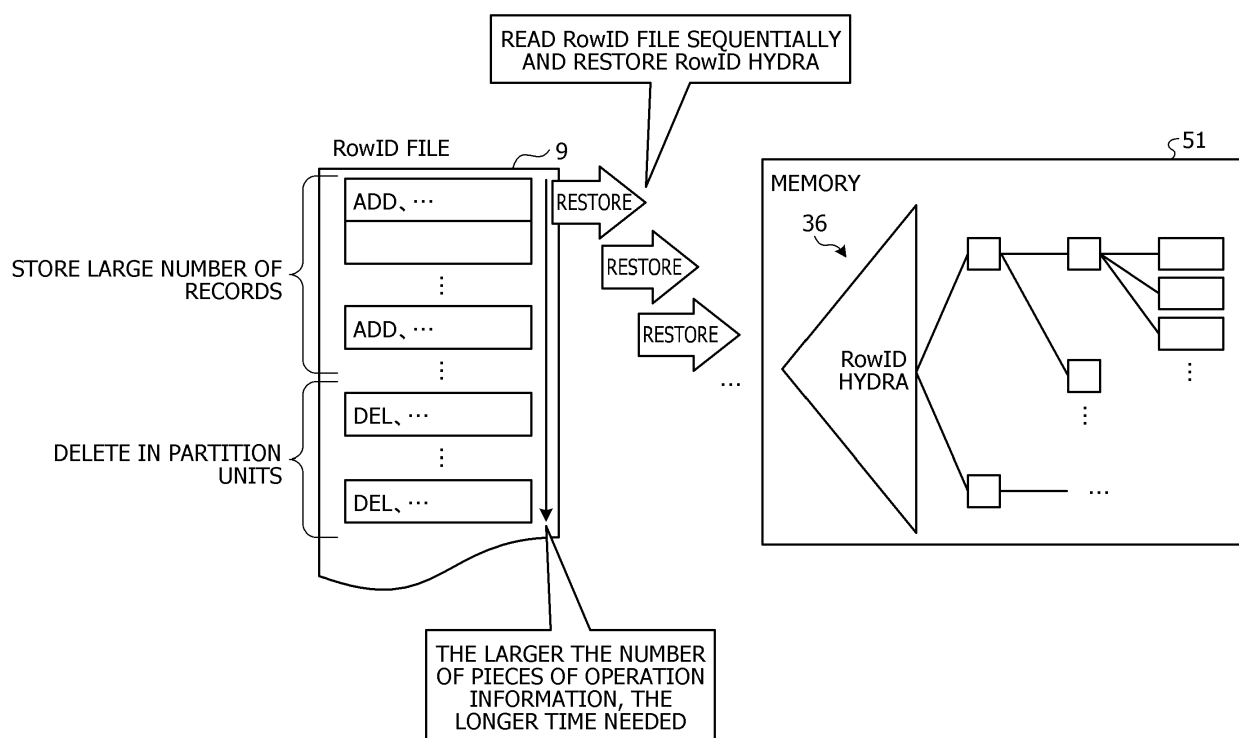 READ RowID FILE SEQUENTIALLY
AND RESTORE RowID HYDRA
RowID FILE
9
51
ADD、…
RESTORE
MEMORY
36
STORE LARGE NUMBER OF
RECORDS
⋮
RESTORE
ADD、…
RESTORE
RowID
HYDRA
⋮
⋮
…
DEL、…
⋮
DELETE IN PARTITION
UNITS
⋮
DEL、…
…
THE LARGER THE NUMBER
OF PIECES OF OPERATION
INFORMATION, THE
LONGER TIME NEEDED